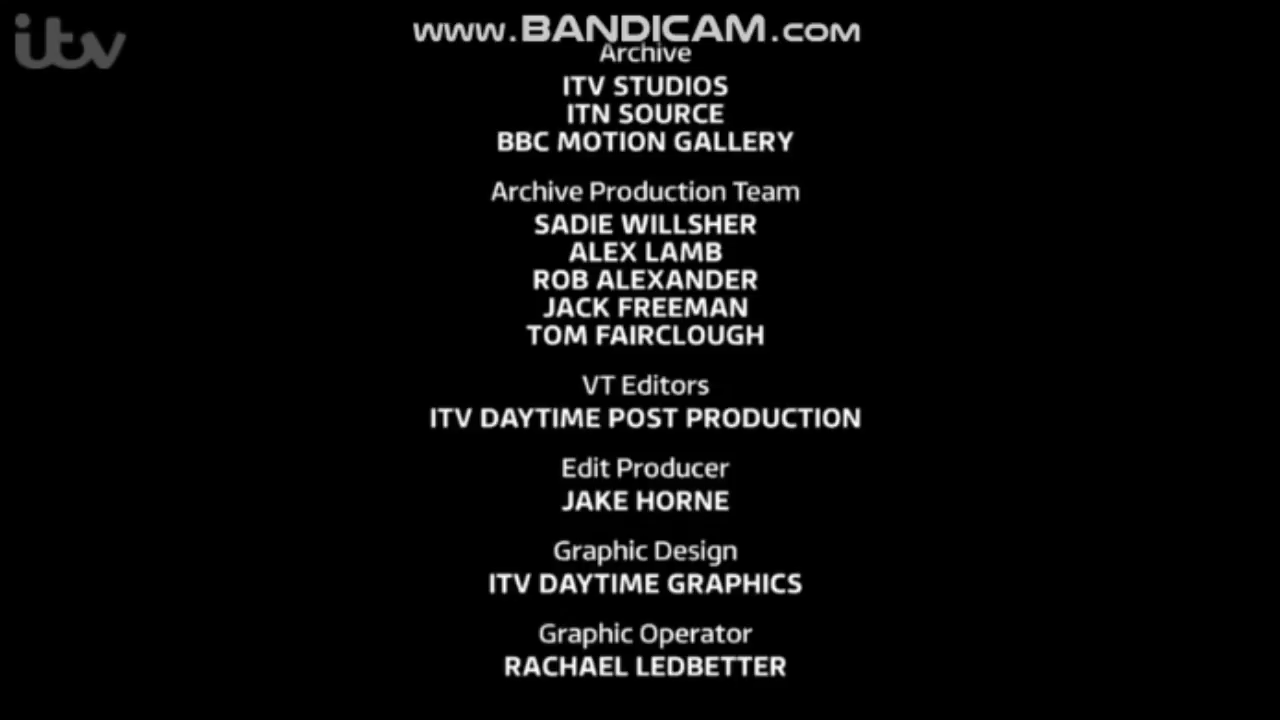 itv
www.BANDICAM.com
Archive
ITV STUDIOS
ITN SOURCE
BBC MOTION GALLERY
Archive Production Team
SADIE WILLSHER
ALEX LAMB
ROB ALEXANDER
JACK FREEMAN
TOM FAIRCLOUGH
VT Editors
ITV DAYTIME POST PRODUCTION
Edit Producer
JAKE HORNE
Graphic Design
ITV DAYTIME GRAPHICS
Graphic Operator
RACHAEL LEDBETTER